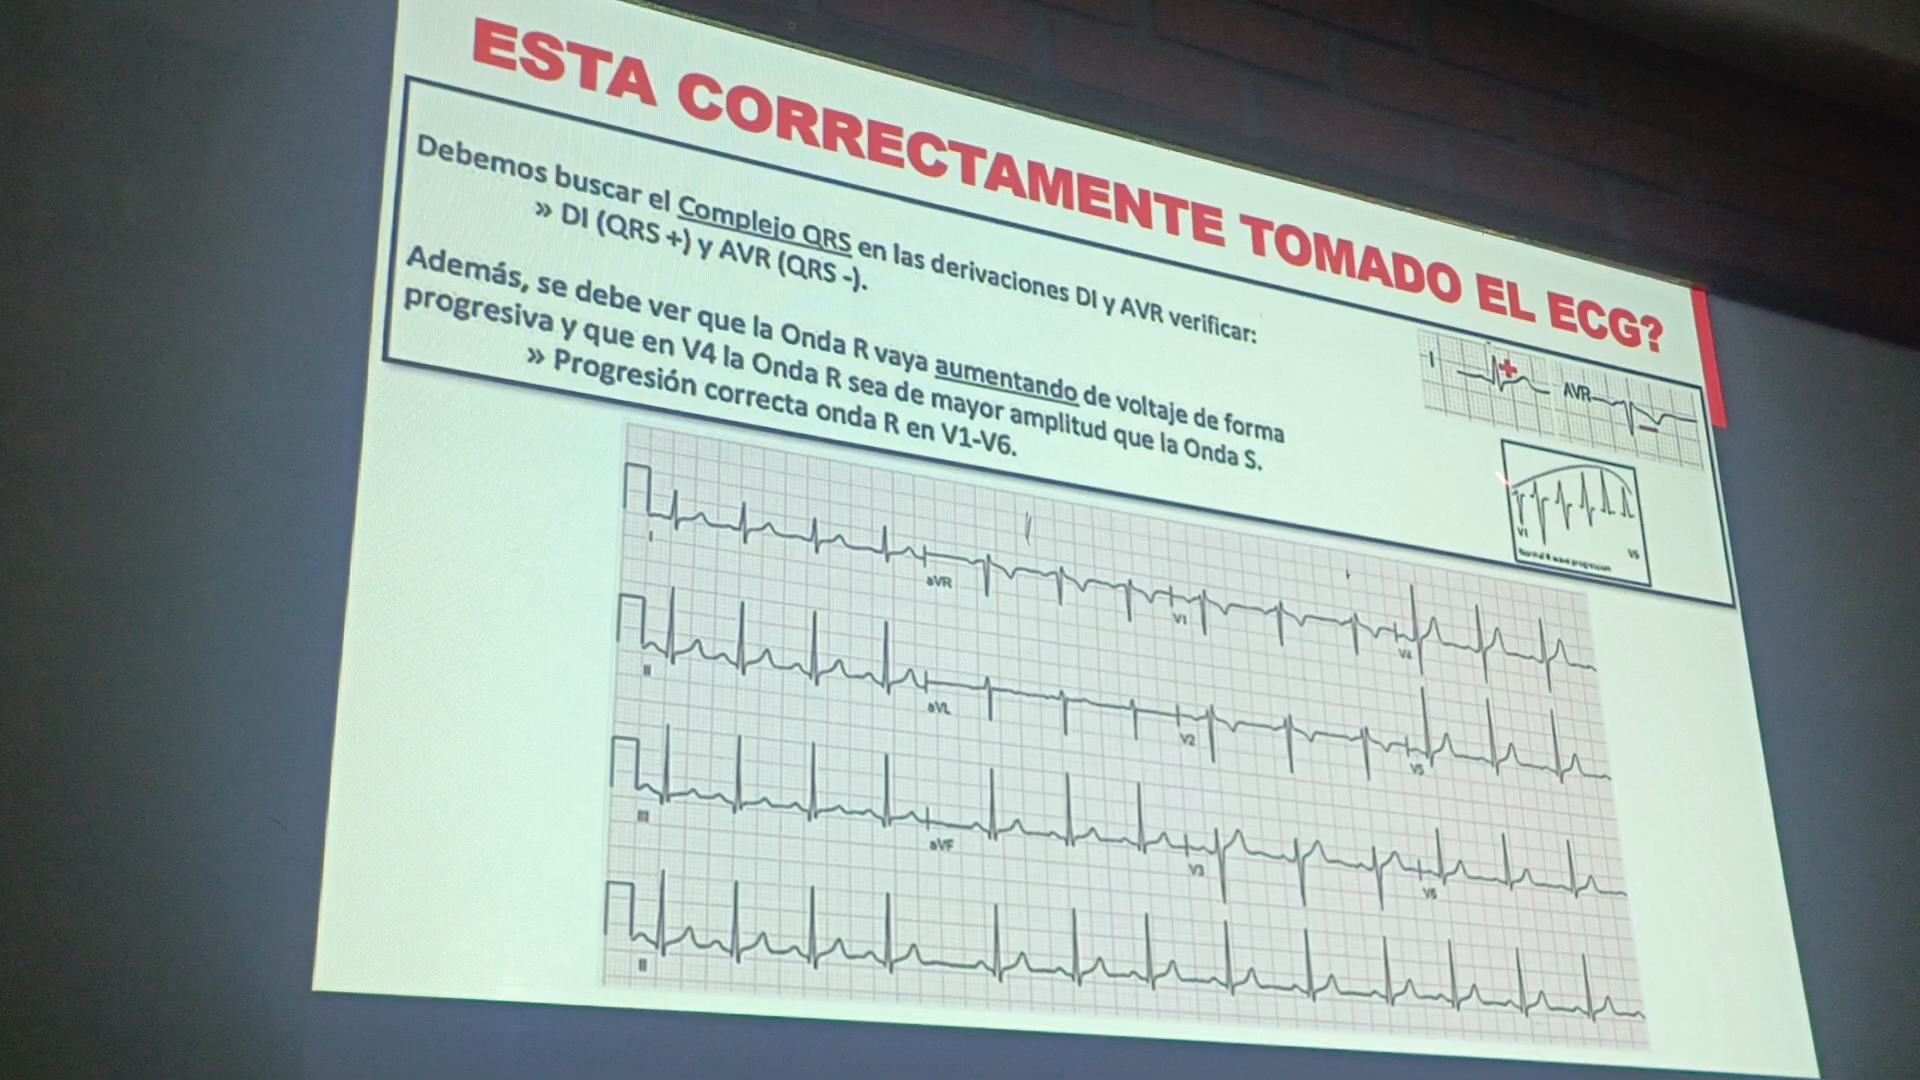 ESTA CORRECTAMENTE TOMADO EL ECG?
Debemos buscar el Complejo QRS en las derivaciones DI y AVR verificar:
» DI (QRS +) y AVR (QRS -).
Además, se debe ver que la Onda R vaya aumentando de voltaje de forma
progresiva y que en V4 la Onda R sea de mayor amplitud que la Onda S.
» Progresión correcta onda R en V1-V6.
I + AVR -
V1 V6
Normal R wave progression
I aVR V1 V4
II aVL V2 V5
III aVF V3 V6
II